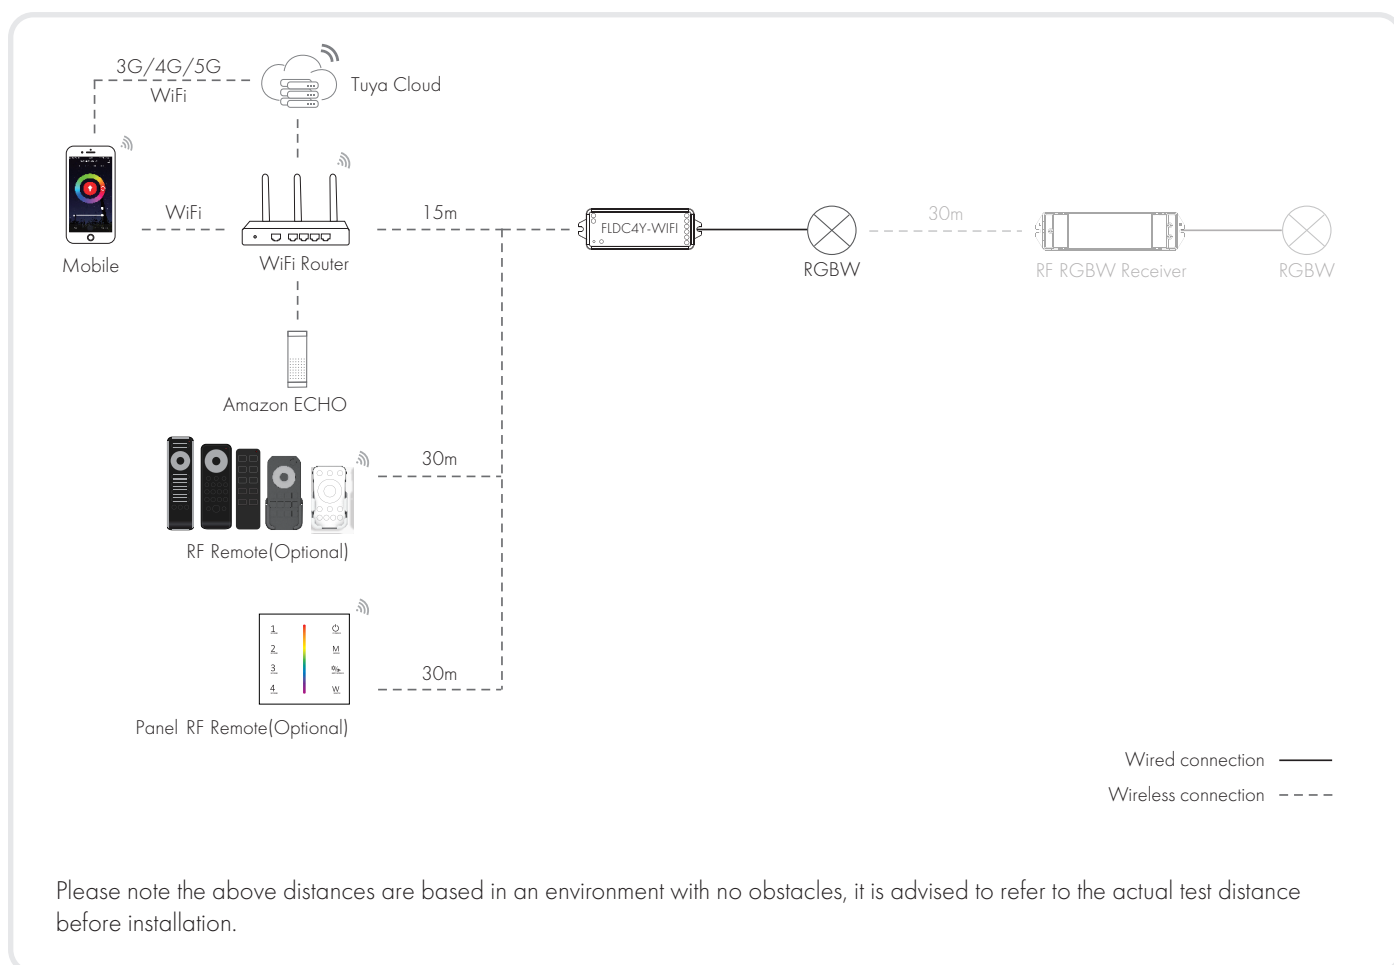 3G/4G/5G
WiFi
Tuya Cloud
WiFi
15m
FLDC4Y-WIFI
30m
Mobile
WiFi Router
RGBW
RF RGBW Receiver
RGBW
Amazon ECHO
30m
RF Remote(Optional)
1
2
M
3
4
W
30m
Panel RF Remote(Optional)
Wired connection
Wireless connection
Please note the above distances are based in an environment with no obstacles, it is advised to refer to the actual test distance
before installation.